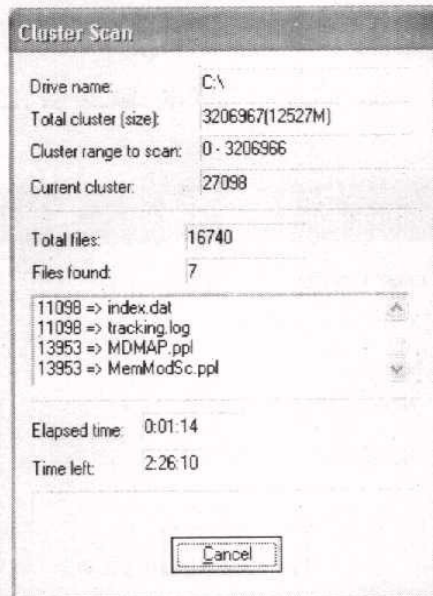 Cluster Scan
Drive name: C:\
Total cluster (size): 3206967(12527M)
Cluster range to scan: 0 - 3206966
Current cluster: 27098
Total files: 16740
Files found: 7
11098 => index.dat
11098 => tracking.log
13953 => MDMAP.ppl
13953 => MemModSc.ppl
Elapsed time: 0:01:14
Time left: 2:26:10
Cancel